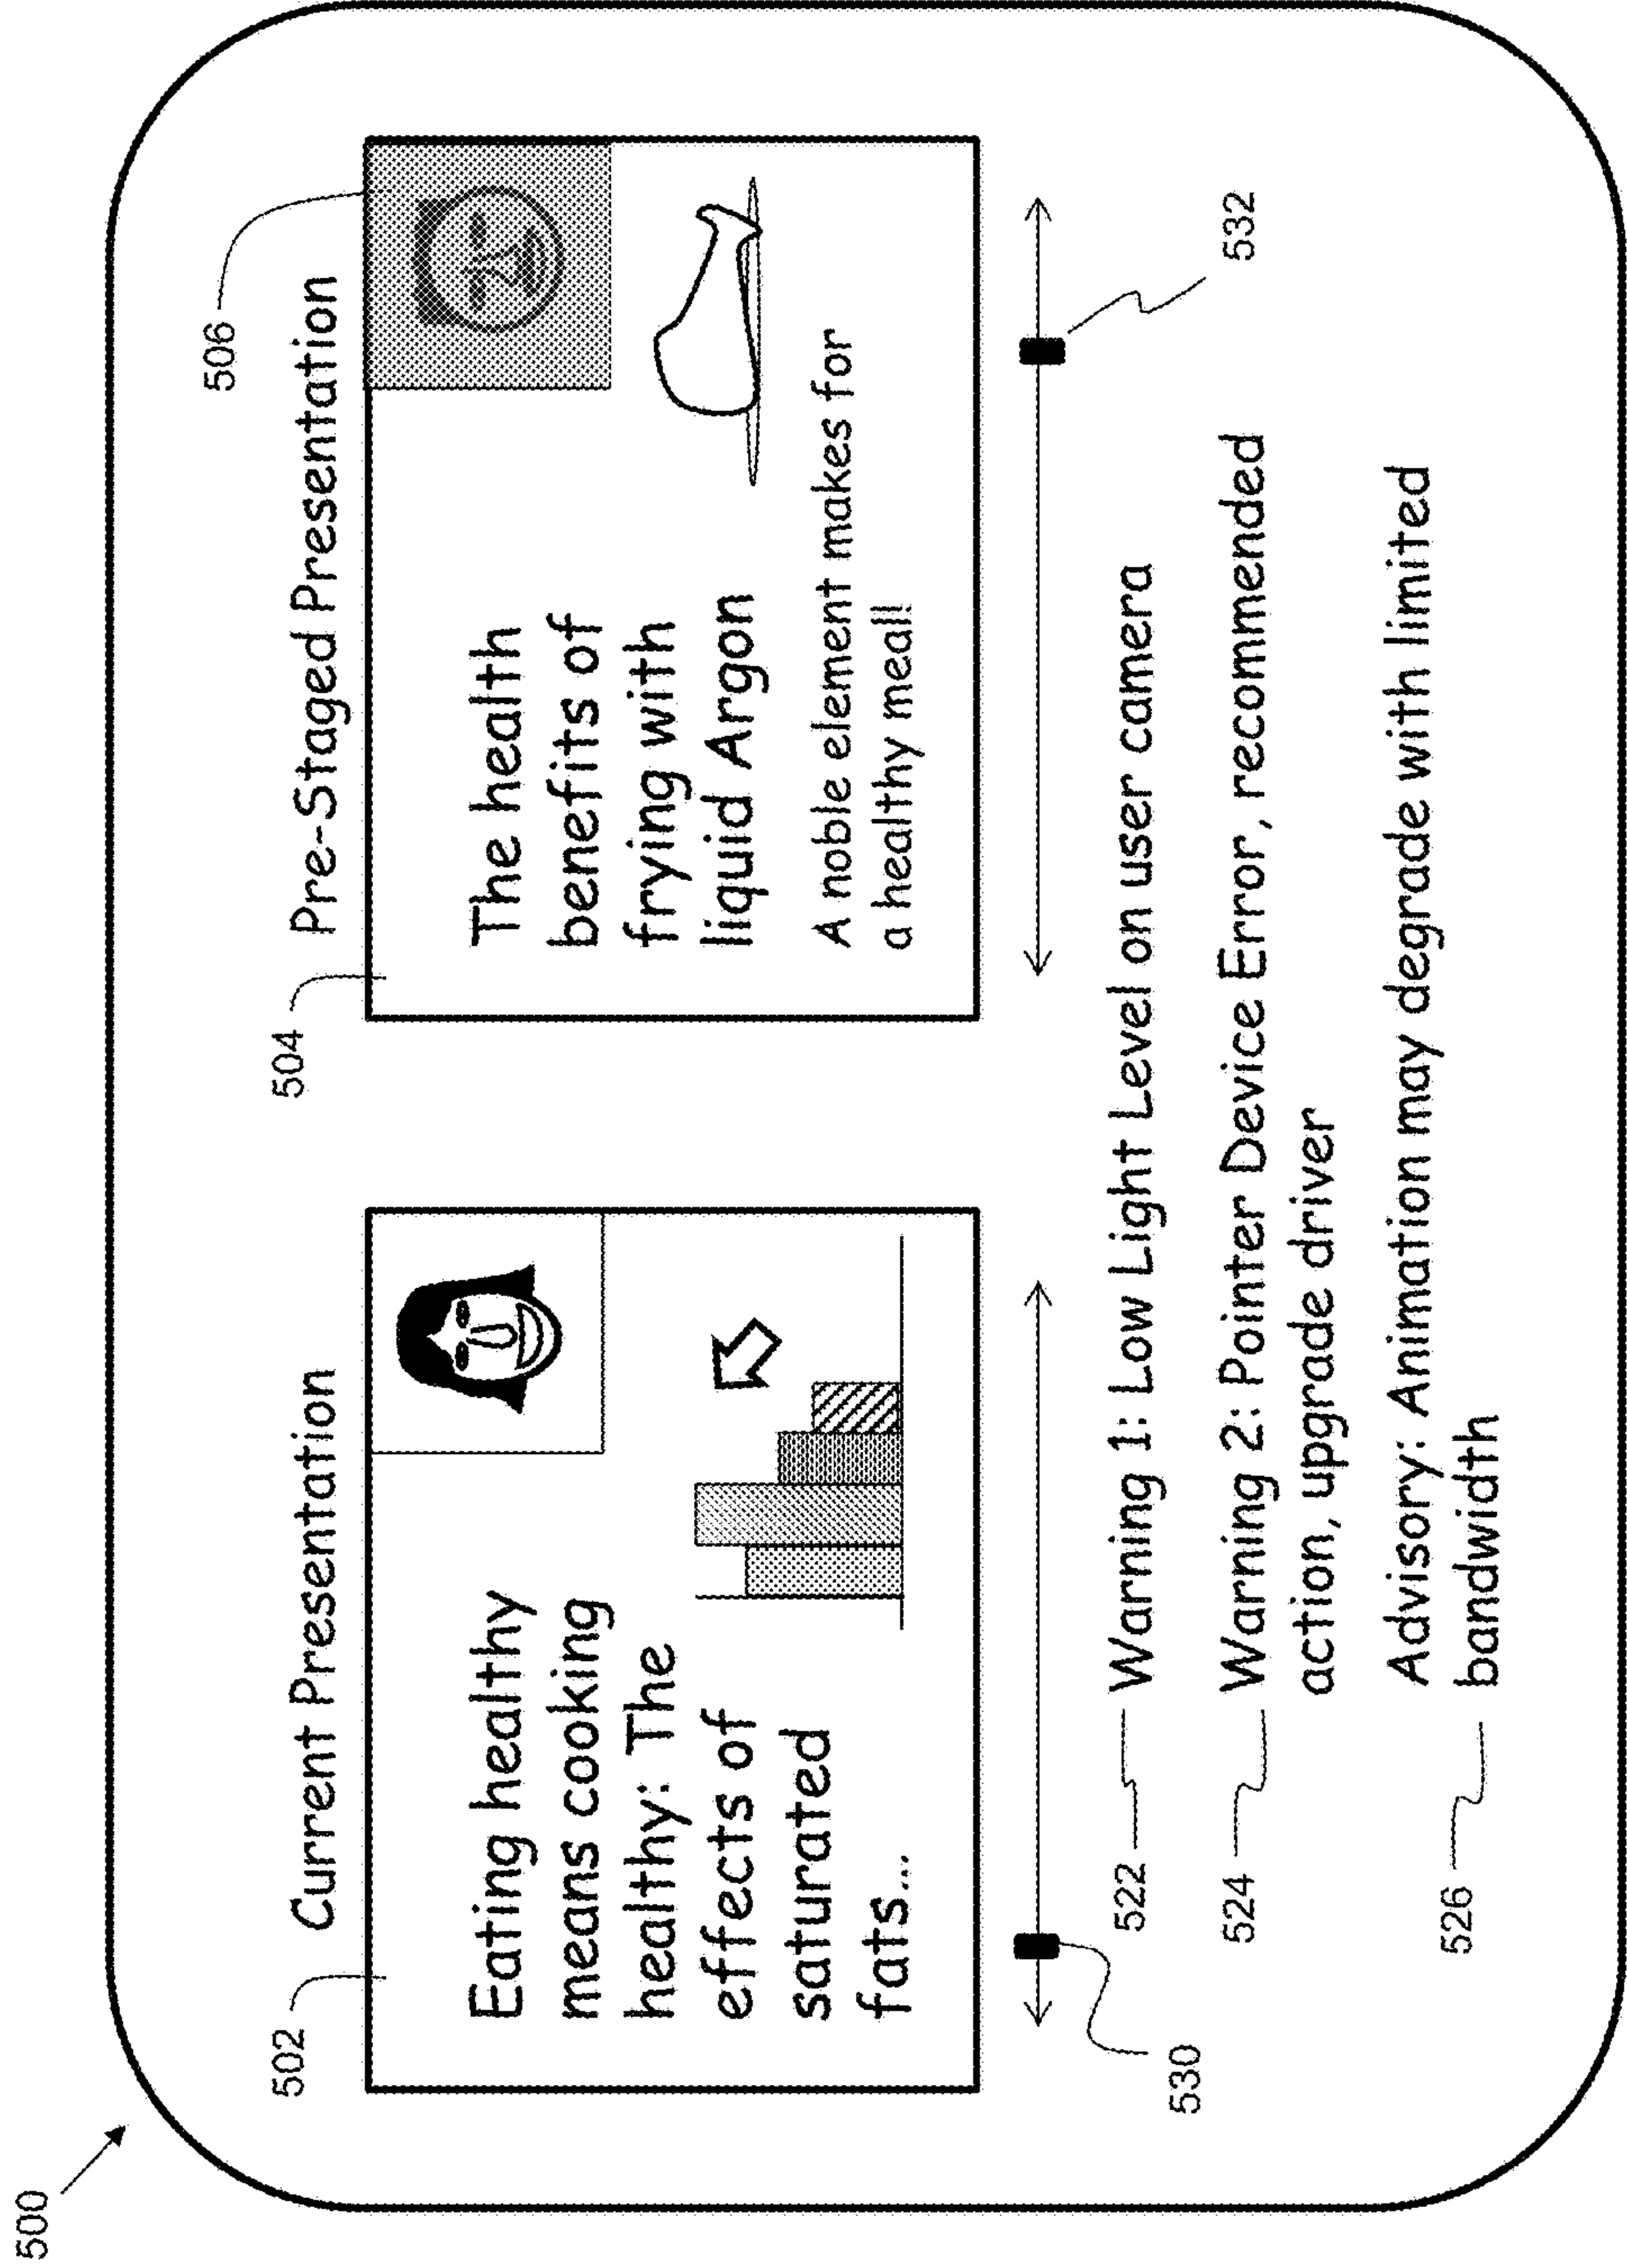 500
Current Presentation
502
Eating healthy
means cooking
healthy: The
effects of
saturated
fats...
530
Pre-Staged Presentation
504
506
The health
benefits of
frying with
liquid Argon
A noble element makes for
a healthy meal!
532
522
Warning 1: Low Light Level on user camera
524
Warning 2: Pointer Device Error, recommended
action, upgrade driver
526
Advisory: Animation may degrade with limited
bandwidth